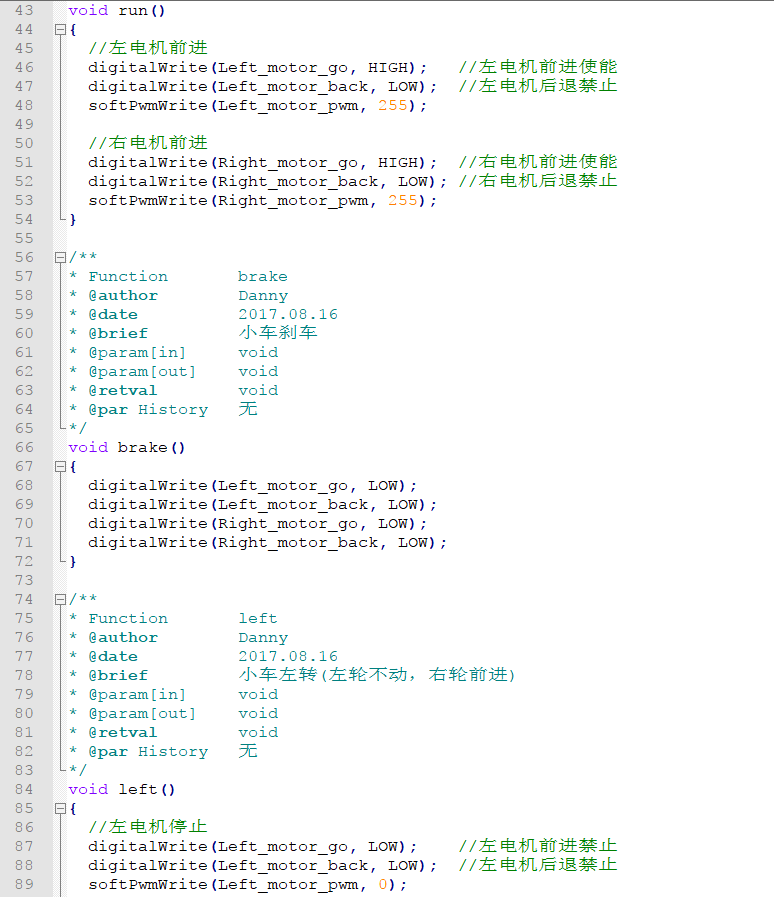 43 void run()
44 {
45 //左电机前进
46 digitalWrite(Left_motor_go, HIGH); //左电机前进使能
47 digitalWrite(Left_motor_back, LOW); //左电机后退禁止
48 softPwmWrite(Left_motor_pwm, 255);
49
50 //右电机前进
51 digitalWrite(Right_motor_go, HIGH); //右电机前进使能
52 digitalWrite(Right_motor_back, LOW); //右电机后退禁止
53 softPwmWrite(Right_motor_pwm, 255);
54 }
55
56 /**
57 * Function brake
58 * @author Danny
59 * @date 2017.08.16
60 * @brief 小车刹车
61 * @param[in] void
62 * @param[out] void
63 * @retval void
64 * @par History 无
65 */
66 void brake()
67 {
68 digitalWrite(Left_motor_go, LOW);
69 digitalWrite(Left_motor_back, LOW);
70 digitalWrite(Right_motor_go, LOW);
71 digitalWrite(Right_motor_back, LOW);
72 }
73
74 /**
75 * Function left
76 * @author Danny
77 * @date 2017.08.16
78 * @brief 小车左转(左轮不动，右轮前进)
79 * @param[in] void
80 * @param[out] void
81 * @retval void
82 * @par History 无
83 */
84 void left()
85 {
86 //左电机停止
87 digitalWrite(Left_motor_go, LOW); //左电机前进禁止
88 digitalWrite(Left_motor_back, LOW); //左电机后退禁止
89 softPwmWrite(Left_motor_pwm, 0);